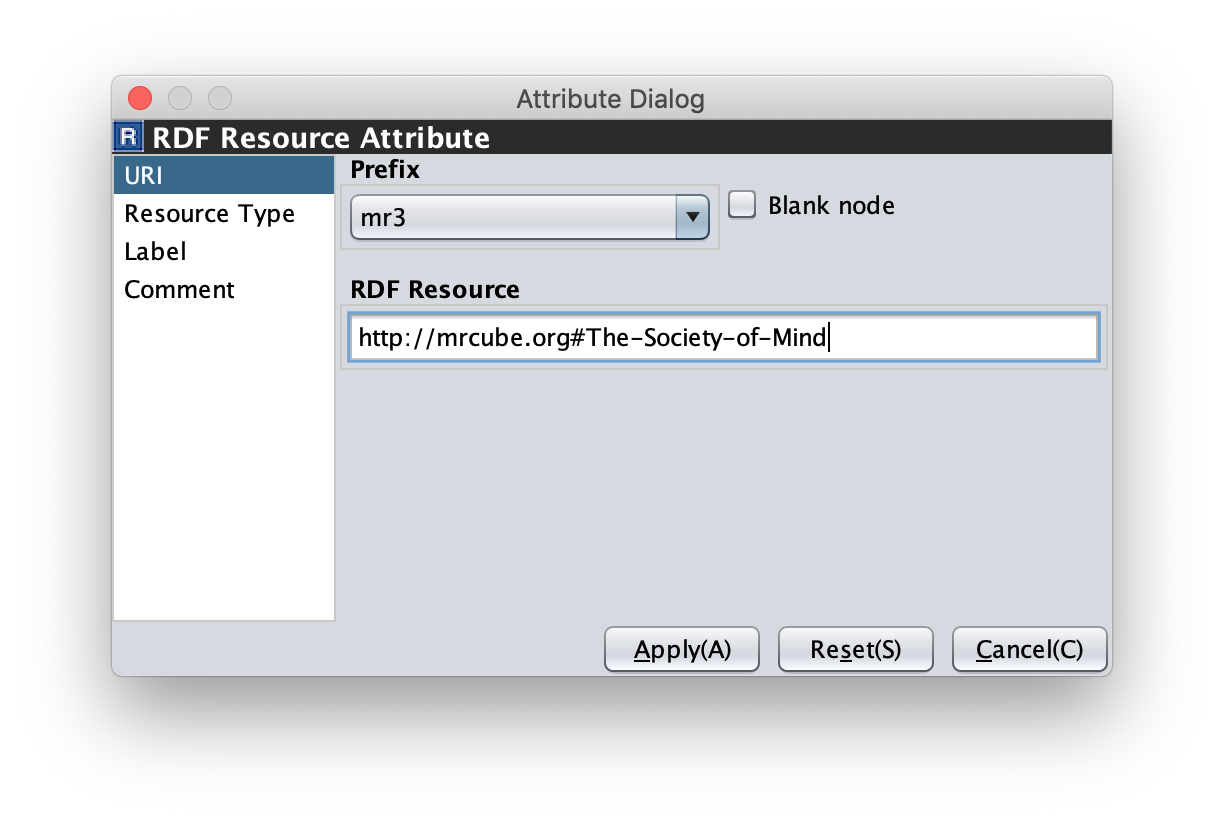 Attribute Dialog
R RDF Resource Attribute
URI
Resource Type
Label
Comment
Prefix
mr3
Blank node
RDF Resource
http://mrcube.org#The-Society-of-Mind
Apply(A) Reset(S) Cancel(C)